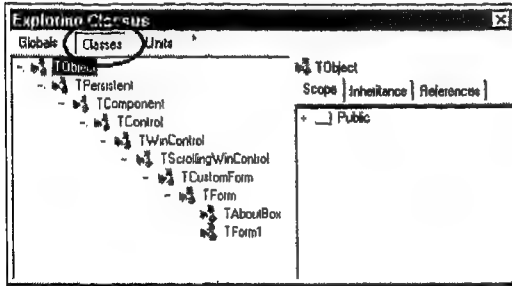 Exploring Classus
Globals Classes Units
TObject
TPersistent
TComponent
TControl
TWinControl
TScrollingWinControl
TCustomForm
TForm
TAboutBox
TForm1
TObject
Scope Inheritance References
Public